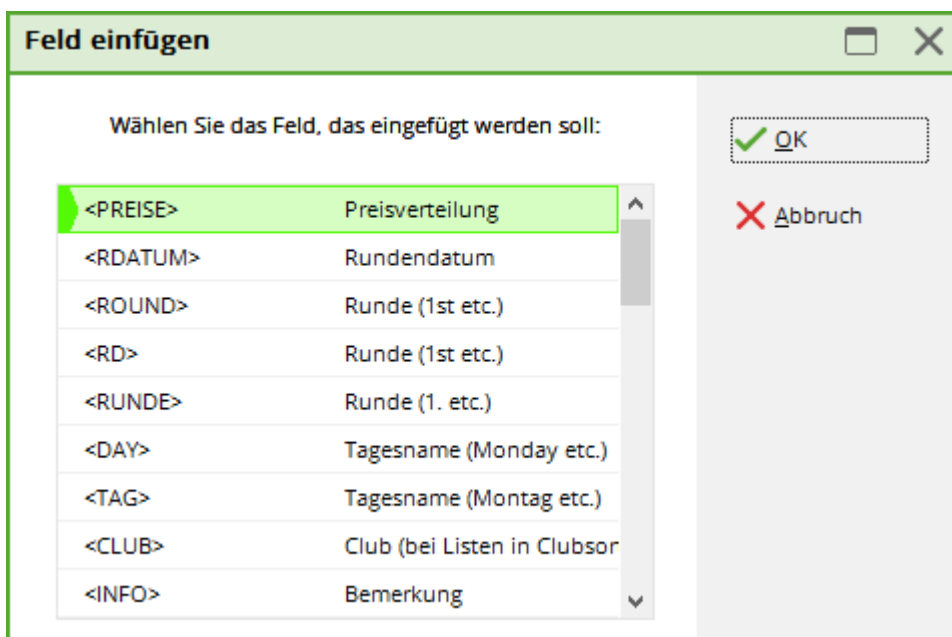 Feld einfügen
Wählen Sie das Feld, das eingefügt werden soll:
OK
Abbruch
<PREISE> Preisverteilung
<RDATUM> Rundendatum
<ROUND> Runde (1st etc.)
<RD> Runde (1st etc.)
<RUNDE> Runde (1. etc.)
<DAY> Tagesname (Monday etc.)
<TAG> Tagesname (Montag etc.)
<CLUB> Club (bei Listen in Clubsor
<INFO> Bemerkung